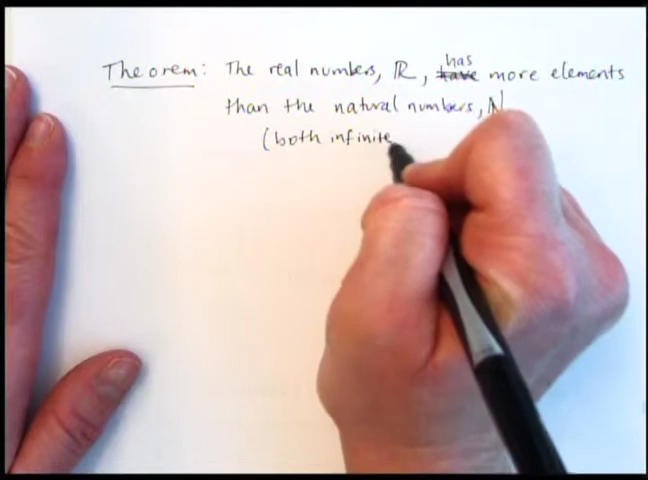 Theorem: The real numbers, ℝ, has more elements
than the natural numbers, ℕ
(both infinite